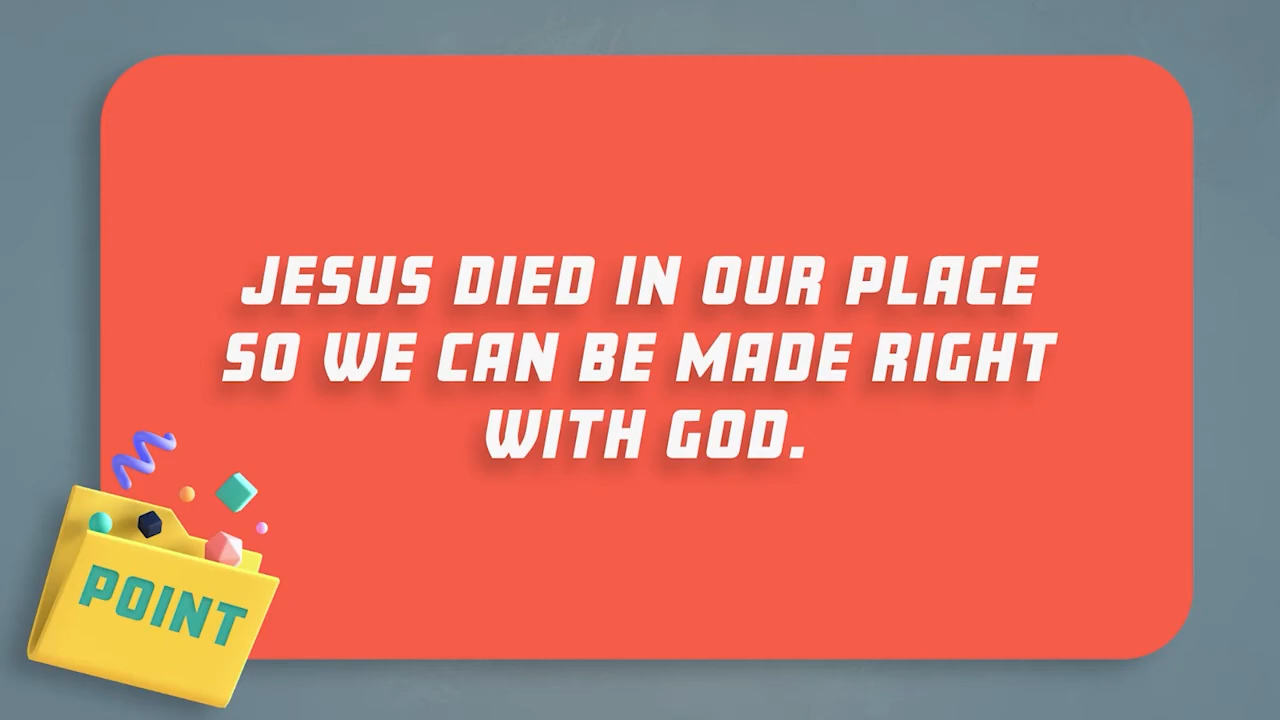 JESUS DIED IN OUR PLACE
SO WE CAN BE MADE RIGHT
WITH GOD.
POINT